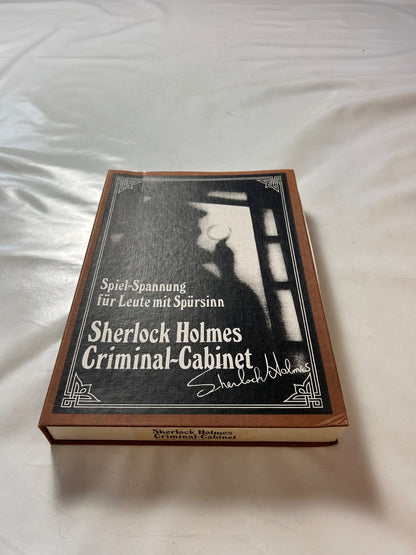 Spiel-Spannung
für Leute mit Spürsinn
Sherlock Holmes
Criminal-Cabinet
Sherlock Holmes
Sherlock Holmes
Criminal-Cabinet